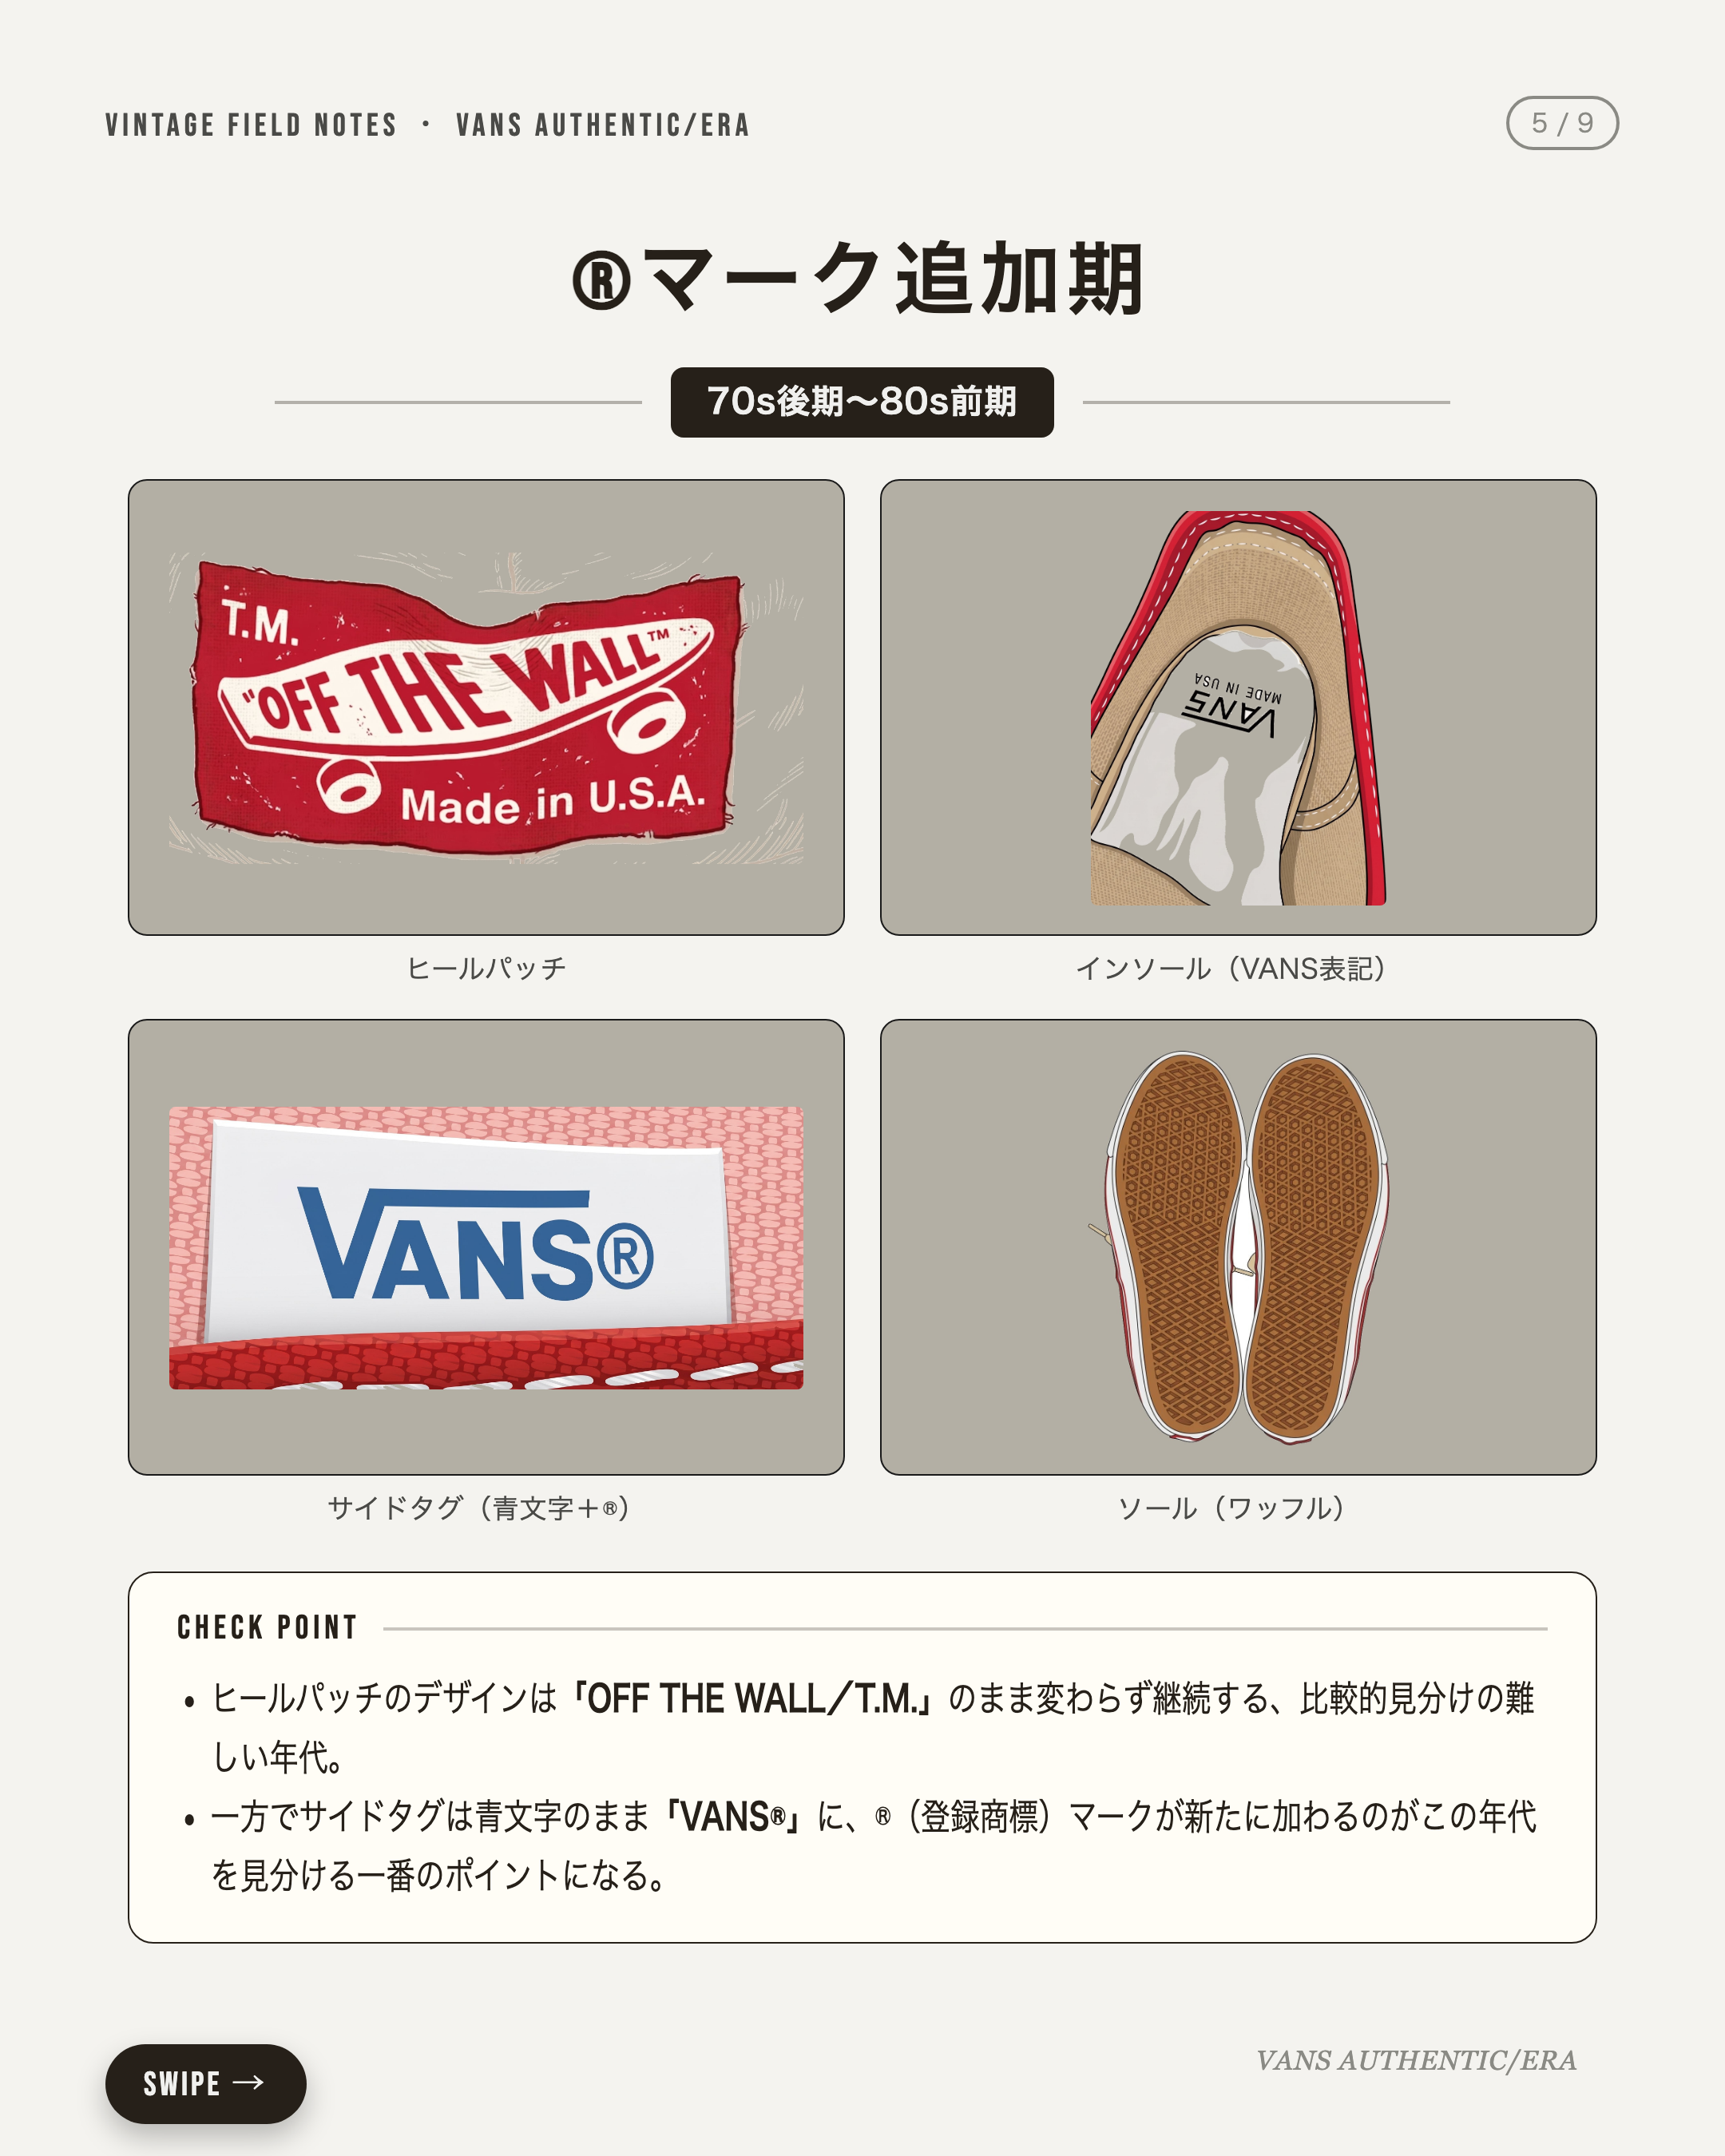 VINTAGE FIELD NOTES · VANS AUTHENTIC/ERA
5 / 9
®マーク追加期
70s後期〜80s前期
T.M.
"OFF THE WALL™
Made in U.S.A.
VANS
MADE IN USA
ヒールパッチ
インソール（VANS表記）
VANS®
サイドタグ（青文字＋®）
ソール（ワッフル）
CHECK POINT
• ヒールパッチのデザインは「OFF THE WALL／T.M.」のまま変わらず継続する、比較的見分けの難
しい年代。
• 一方でサイドタグは青文字のまま「VANS®」に、®（登録商標）マークが新たに加わるのがこの年代
を見分ける一番のポイントになる。
SWIPE →
VANS AUTHENTIC/ERA